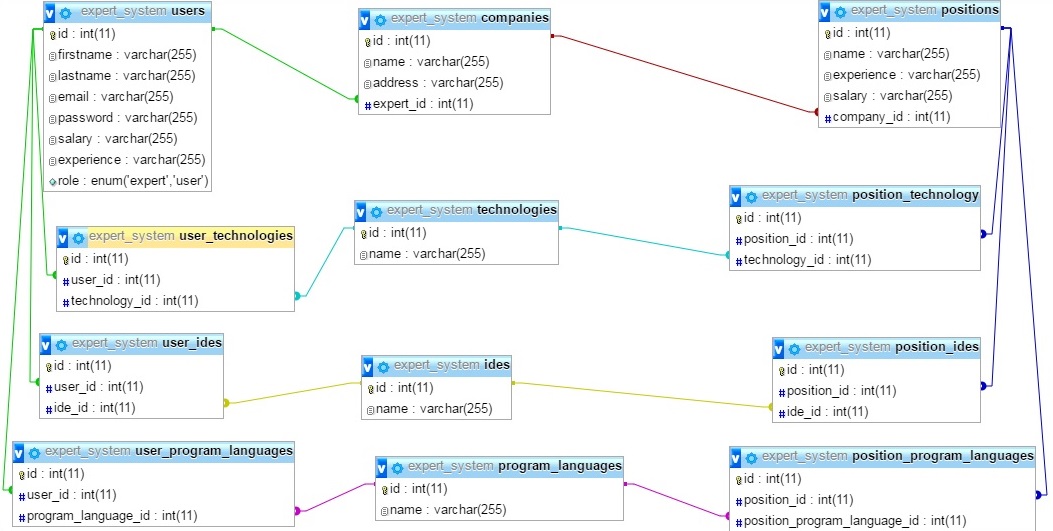 expert_system users
id : int(11)
firstname : varchar(255)
lastname : varchar(255)
email : varchar(255)
password : varchar(255)
salary : varchar(255)
experience : varchar(255)
role : enum('expert','user')
expert_system companies
id : int(11)
name : varchar(255)
address : varchar(255)
expert_id : int(11)
expert_system positions
id : int(11)
name : varchar(255)
experience : varchar(255)
salary : varchar(255)
company_id : int(11)
expert_system user_technologies
id : int(11)
user_id : int(11)
technology_id : int(11)
expert_system technologies
id : int(11)
name : varchar(255)
expert_system position_technology
id : int(11)
position_id : int(11)
technology_id : int(11)
expert_system user_ides
id : int(11)
user_id : int(11)
ide_id : int(11)
expert_system ides
id : int(11)
name : varchar(255)
expert_system position_ides
id : int(11)
position_id : int(11)
ide_id : int(11)
expert_system user_program_languages
id : int(11)
user_id : int(11)
program_language_id : int(11)
expert_system program_languages
id : int(11)
name : varchar(255)
expert_system position_program_languages
id : int(11)
position_id : int(11)
position_program_language_id : int(11)